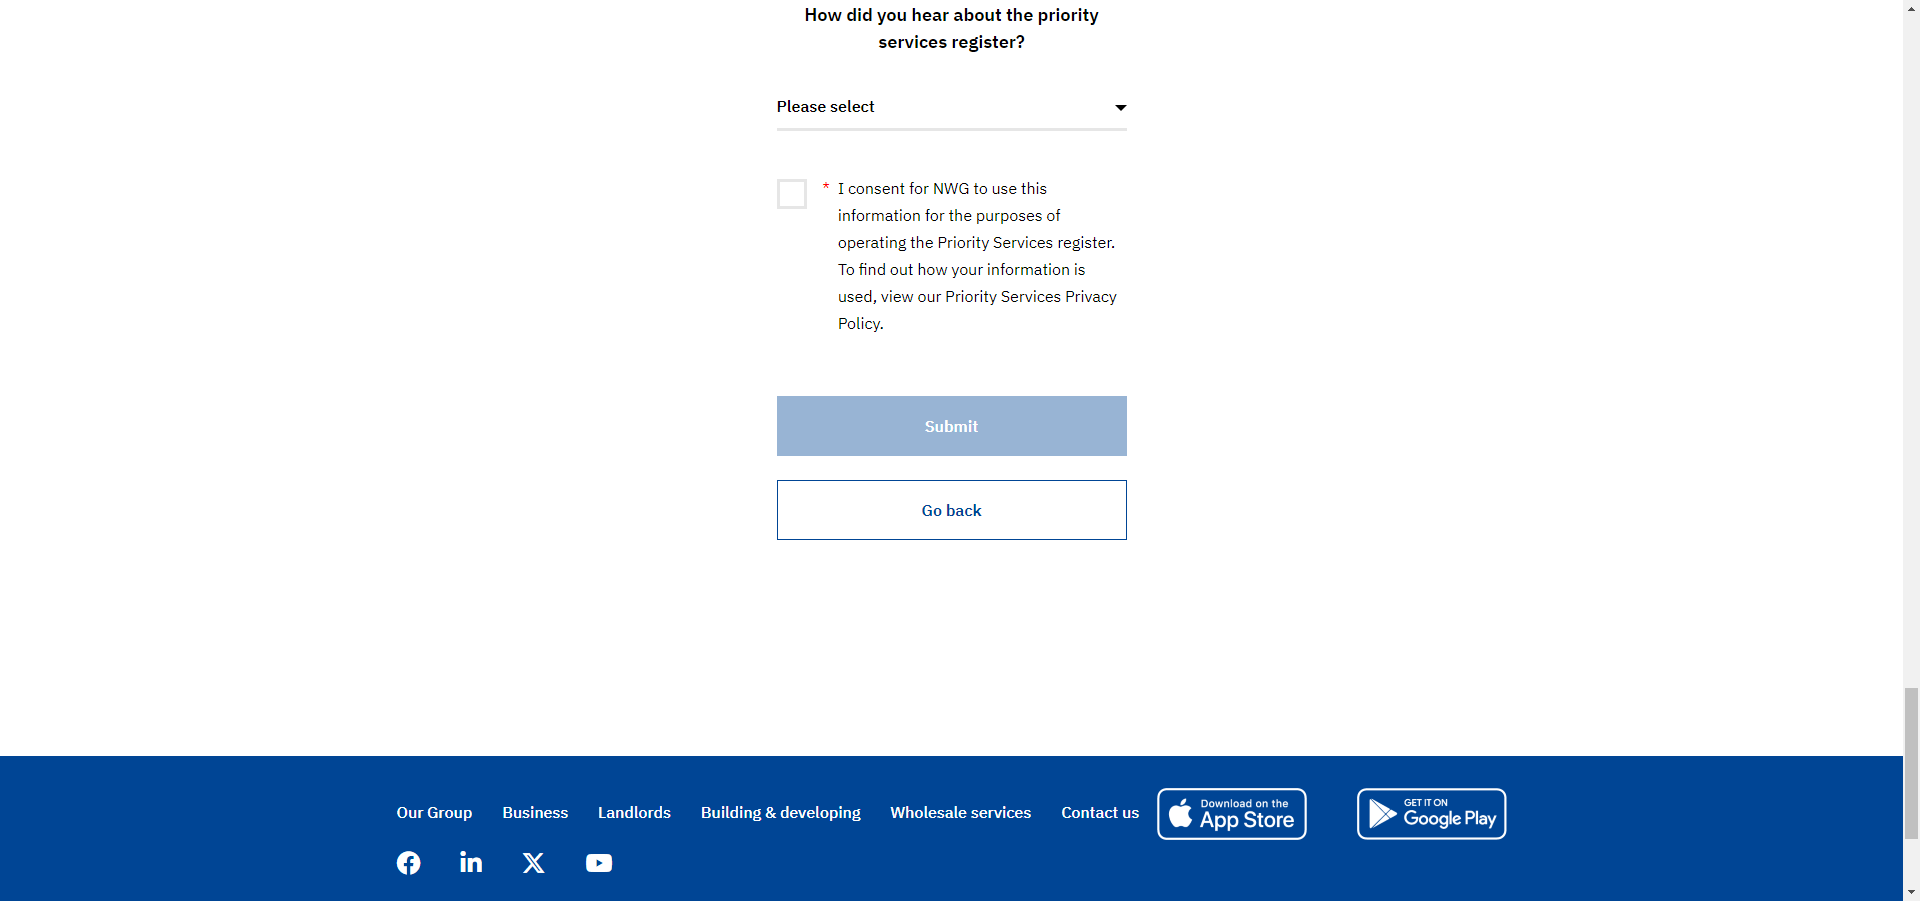 How did you hear about the priority
services register?
Please select
* I consent for NWG to use this
information for the purposes of
operating the Priority Services register.
To find out how your information is
used, view our Priority Services Privacy
Policy.
Submit
Go back
Our Group Business Landlords Building & developing Wholesale services Contact us
Download on the
App Store
GET IT ON
Google Play